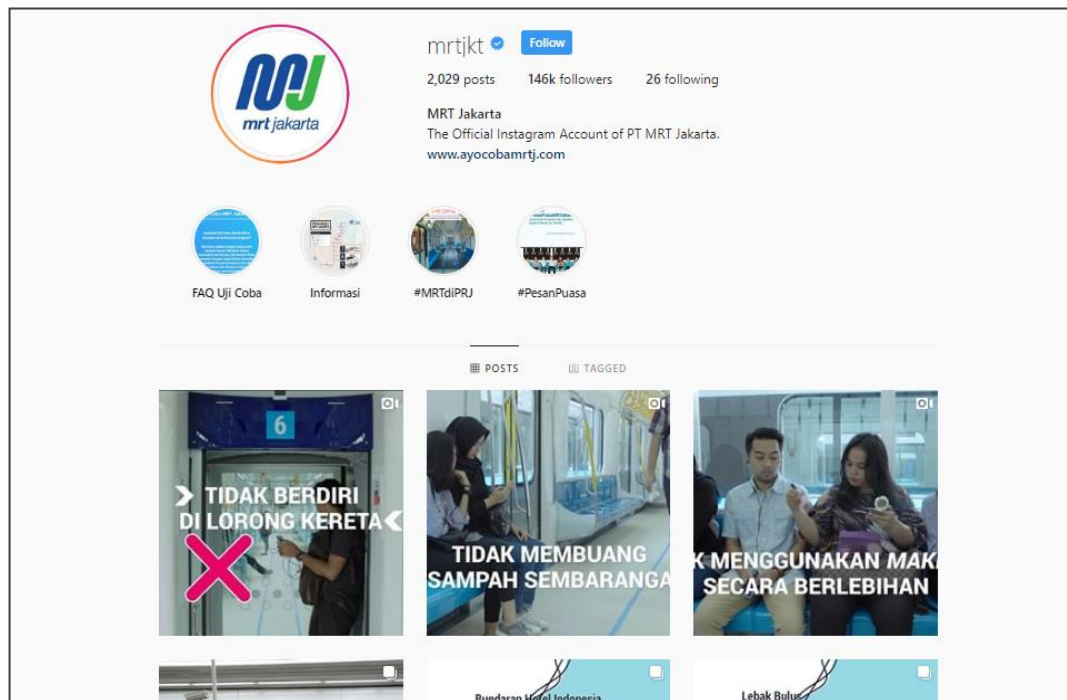 mrtjkt Follow
2,029 posts 146k followers 26 following
MRT Jakarta
The Official Instagram Account of PT MRT Jakarta.
www.ayocobamrtj.com
mrt jakarta
FAQ Uji Coba Informasi #MRTdiPRJ #PesanPuasa
POSTS TAGGED
6
TIDAK BERDIRI
DI LORONG KERETA
TIDAK MEMBUANG
SAMPAH SEMBARANGA
K MENGGUNAKAN MAK
SECARA BERLEBIHAN
Bundaran Hotel Indonesia
Lebak Bulus